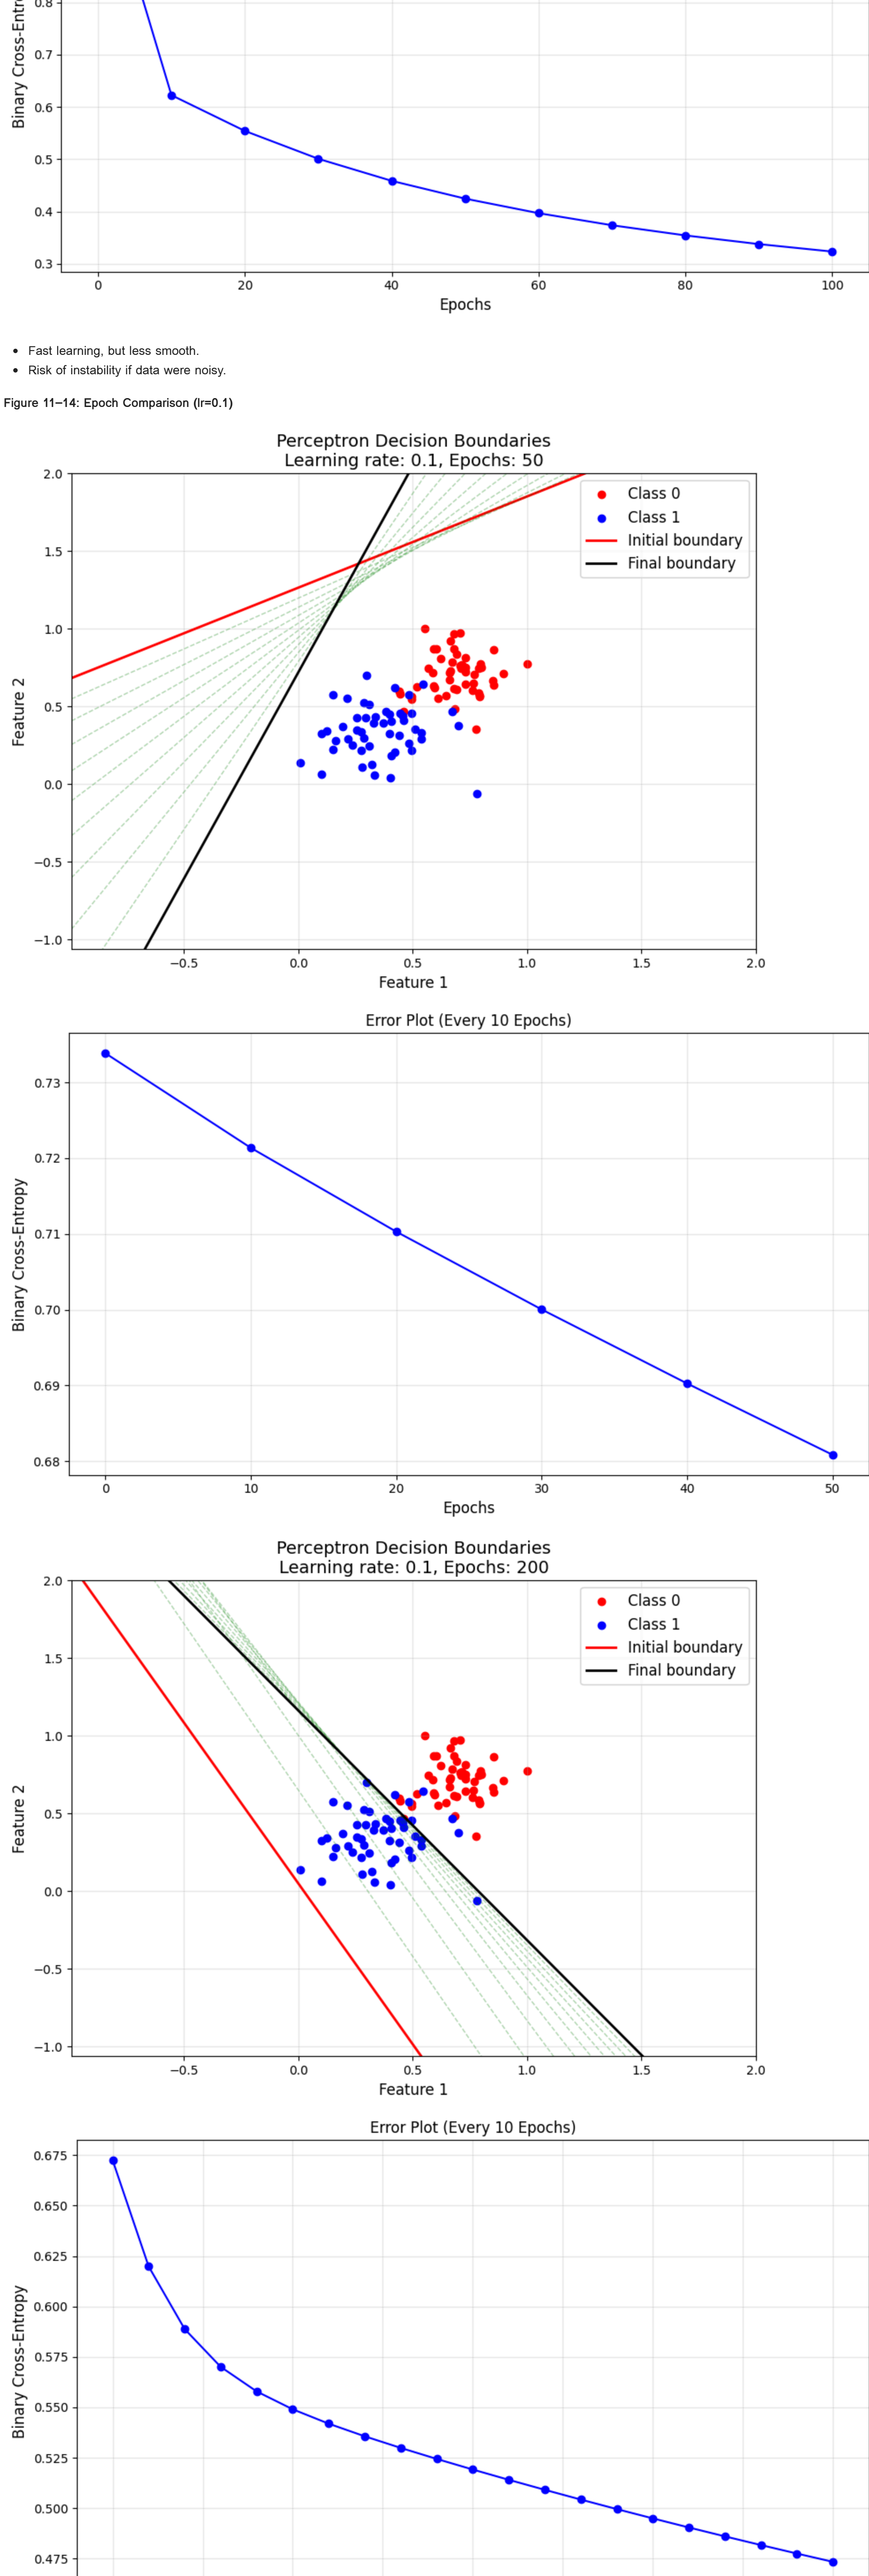 0.8
0.7
0.6
0.5
0.4
0.3
0 20 40 60 80 100
Epochs
• Fast learning, but less smooth.
• Risk of instability if data were noisy.
Figure 11–14: Epoch Comparison (lr=0.1)
Perceptron Decision Boundaries
Learning rate: 0.1, Epochs: 50
Class 0
Class 1
Initial boundary
Final boundary
Feature 2
2.0
1.5
1.0
0.5
0.0
−0.5
−1.0
−0.5 0.0 0.5 1.0 1.5 2.0
Feature 1
Error Plot (Every 10 Epochs)
Binary Cross-Entropy
0.73
0.72
0.71
0.70
0.69
0.68
0 10 20 30 40 50
Epochs
Perceptron Decision Boundaries
Learning rate: 0.1, Epochs: 200
Class 0
Class 1
Initial boundary
Final boundary
Feature 2
2.0
1.5
1.0
0.5
0.0
−0.5
−1.0
−0.5 0.0 0.5 1.0 1.5 2.0
Feature 1
Error Plot (Every 10 Epochs)
Binary Cross-Entropy
0.675
0.650
0.625
0.600
0.575
0.550
0.525
0.500
0.475